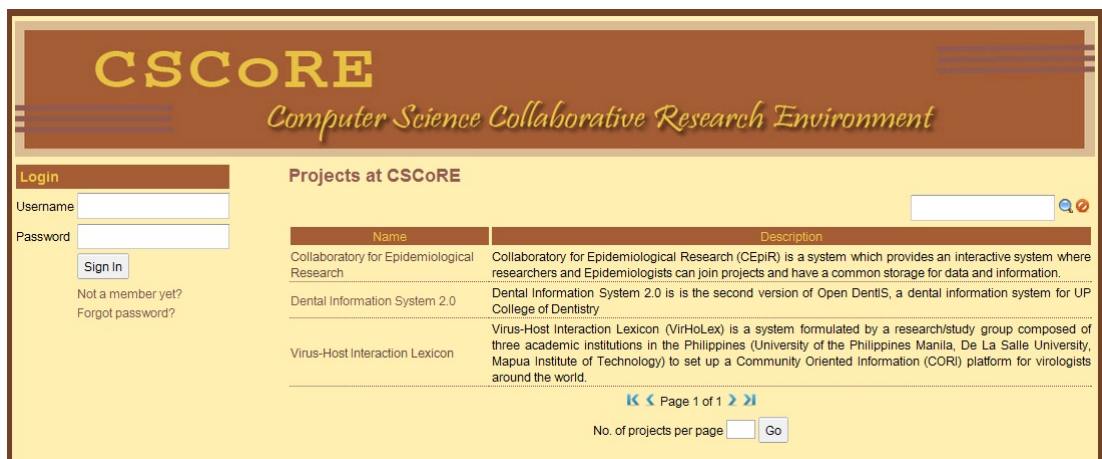 CSCoRE
Computer Science Collaborative Research Environment
Login
Username
Password
Sign In
Not a member yet?
Forgot password?
Projects at CSCoRE
Name
Description
Collaboratory for Epidemiological
Research
Collaboratory for Epidemiological Research (CEpiR) is a system which provides an interactive system where
researchers and Epidemiologists can join projects and have a common storage for data and information.
Dental Information System 2.0
Dental Information System 2.0 is is the second version of Open DentIS, a dental information system for UP
College of Dentistry
Virus-Host Interaction Lexicon
Virus-Host Interaction Lexicon (VirHoLex) is a system formulated by a research/study group composed of
three academic institutions in the Philippines (University of the Philippines Manila, De La Salle University,
Mapua Institute of Technology) to set up a Community Oriented Information (CORI) platform for virologists
around the world.
Page 1 of 1
No. of projects per page
Go